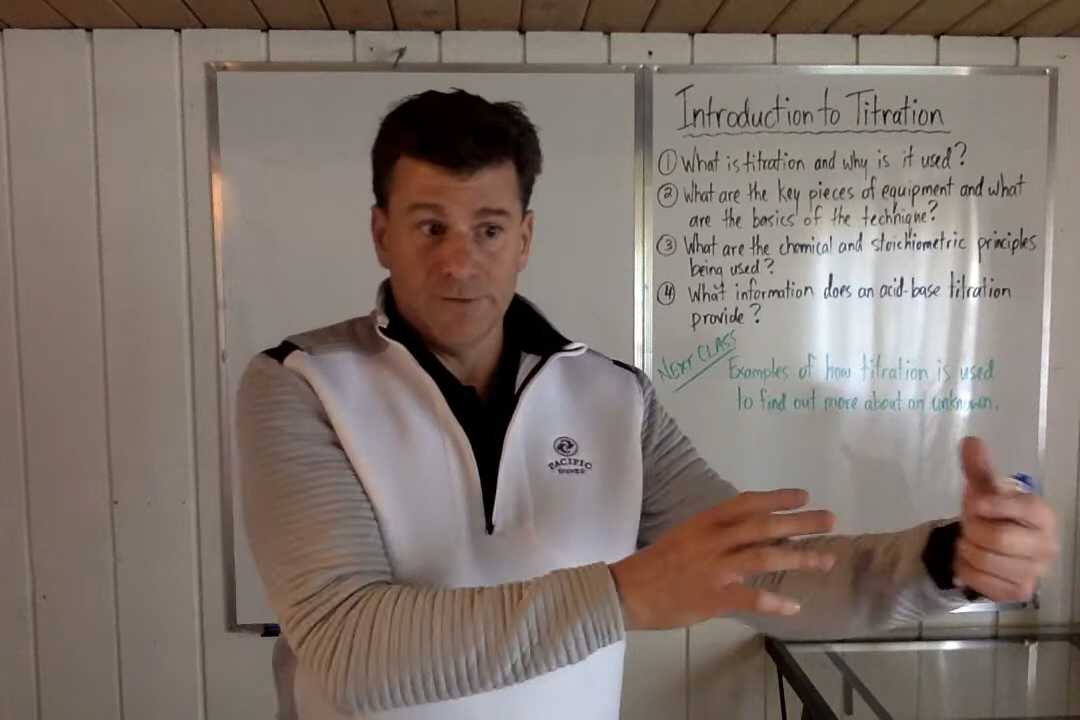 Introduction to Titration
① What is titration and why is it used?
② What are the key pieces of equipment and what
are the basics of the technique?
③ What are the chemical and stoichiometric principles
being used?
④ What information does an acid-base titration
provide?
NEXT CLASS
Examples of how titration is used
to find out more about an unknown.
PACIFIC